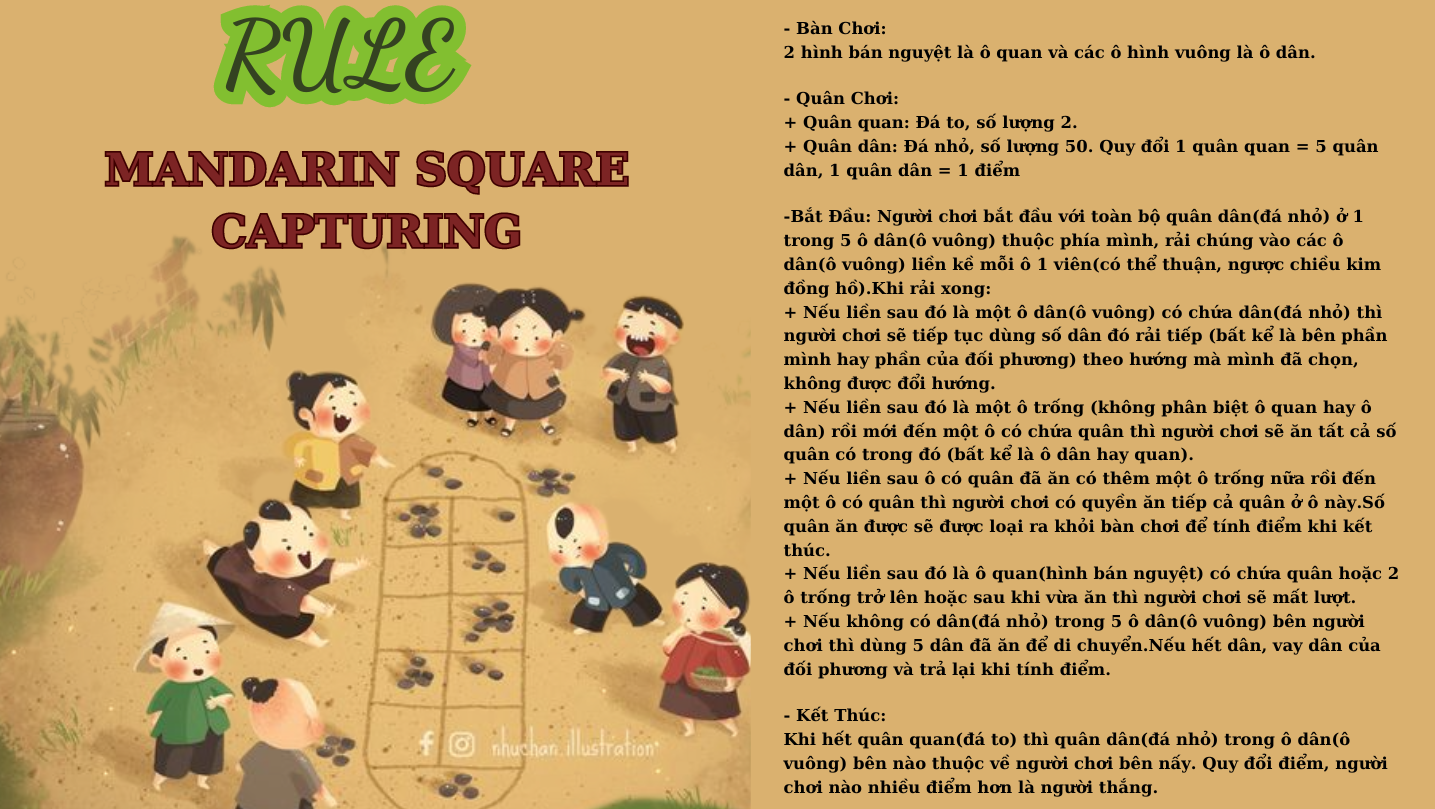 RULE
MANDARIN SQUARE
CAPTURING
nhuchan illustration
- Bàn Chơi:
2 hình bán nguyệt là ô quan và các ô hình vuông là ô dân.
- Quân Chơi:
+ Quân quan: Đá to, số lượng 2.
+ Quân dân: Đá nhỏ, số lượng 50. Quy đổi 1 quân quan = 5 quân
dân, 1 quân dân = 1 điểm
-Bắt Đầu: Người chơi bắt đầu với toàn bộ quân dân(đá nhỏ) ở 1
trong 5 ô dân(ô vuông) thuộc phía mình, rải chúng vào các ô
dân(ô vuông) liền kề mỗi ô 1 viên(có thể thuận, ngược chiều kim
đồng hồ).Khi rải xong:
+ Nếu liền sau đó là một ô dân(ô vuông) có chứa dân(đá nhỏ) thì
người chơi sẽ tiếp tục dùng số dân đó rải tiếp (bất kể là bên phần
mình hay phần của đối phương) theo hướng mà mình đã chọn,
không được đổi hướng.
+ Nếu liền sau đó là một ô trống (không phân biệt ô quan hay ô
dân) rồi mới đến một ô có chứa quân thì người chơi sẽ ăn tất cả số
quân có trong đó (bất kể là ô dân hay quan).
+ Nếu liền sau ô có quân đã ăn có thêm một ô trống nữa rồi đến
một ô có quân thì người chơi có quyền ăn tiếp cả quân ở ô này.Số
quân ăn được sẽ được loại ra khỏi bàn chơi để tính điểm khi kết
thúc.
+ Nếu liền sau đó là ô quan(hình bán nguyệt) có chứa quân hoặc 2
ô trống trở lên hoặc sau khi vừa ăn thì người chơi sẽ mất lượt.
+ Nếu không có dân(đá nhỏ) trong 5 ô dân(ô vuông) bên người
chơi thì dùng 5 dân đã ăn để di chuyển.Nếu hết dân, vay dân của
đối phương và trả lại khi tính điểm.
- Kết Thúc:
Khi hết quân quan(đá to) thì quân dân(đá nhỏ) trong ô dân(ô
vuông) bên nào thuộc về người chơi bên nấy. Quy đổi điểm, người
chơi nào nhiều điểm hơn là người thắng.